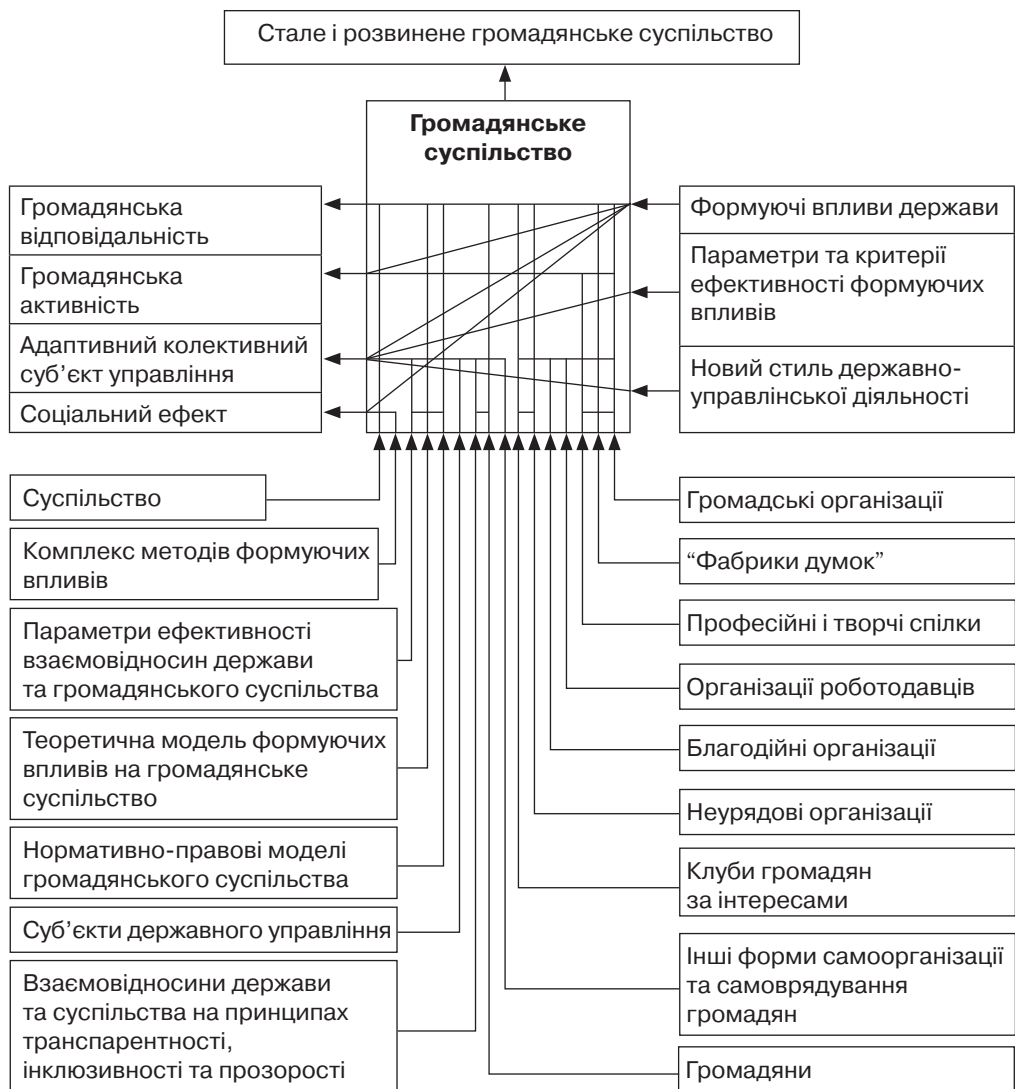 Стале і розвинене громадянське суспільство
Громадянське
суспільство
Громадянська
відповідальність
Громадянська
активність
Адаптивний колективний
суб’єкт управління
Соціальний ефект
Формуючі впливи держави
Параметри та критерії
ефективності формуючих
впливів
Новий стиль державно-
управлінської діяльності
Суспільство
Комплекс методів формуючих
впливів
Параметри ефективності
взаємовідносин держави
та громадянського суспільства
Теоретична модель формуючих
впливів на громадянське
суспільство
Нормативно-правові моделі
громадянського суспільства
Суб’єкти державного управління
Взаємовідносини держави
та суспільства на принципах
транспарентності,
інклюзивності та прозорості
Громадські організації
“Фабрики думок”
Професійні і творчі спілки
Організації роботодавців
Благодійні організації
Неурядові організації
Клуби громадян
за інтересами
Інші форми самоорганізації
та самоврядування
громадян
Громадяни